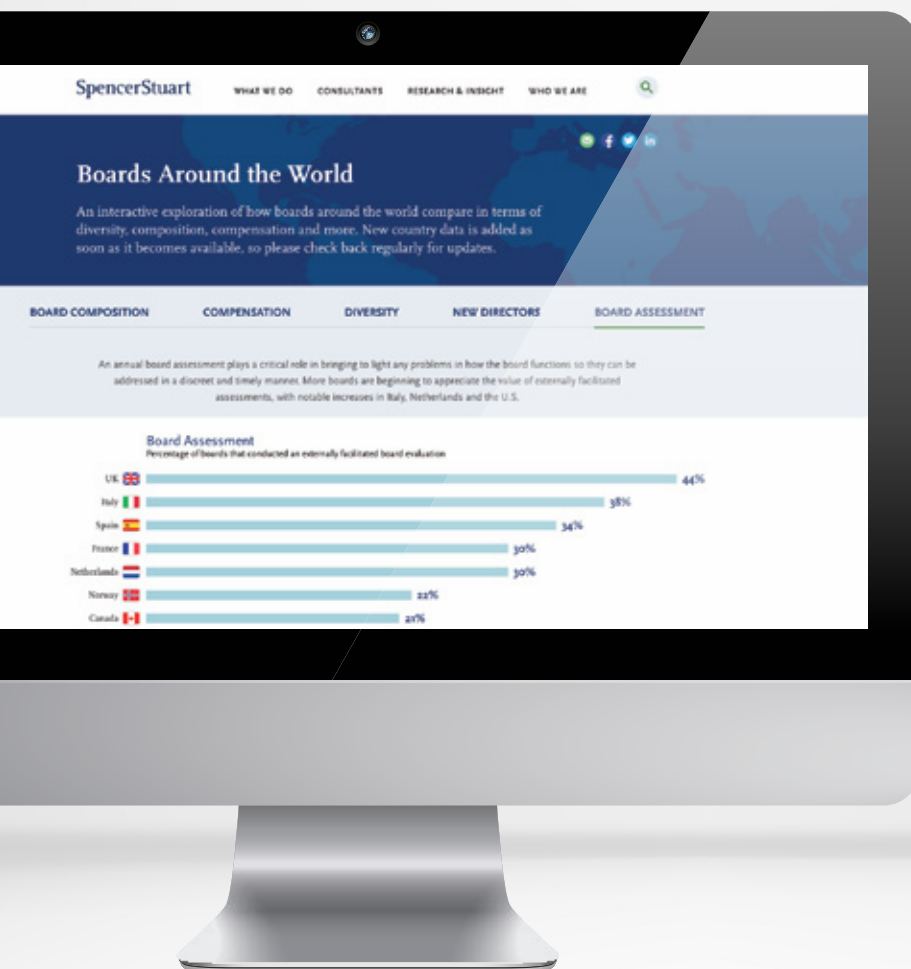 SpencerStuart
WHAT WE DO CONSULTANTS RESEARCH & INSIGHT WHO WE ARE
Boards Around the World
An interactive exploration of how boards around the world compare in terms of
diversity, composition, compensation and more. New country data is added as
soon as it becomes available, so please check back regularly for updates.
BOARD COMPOSITION COMPENSATION DIVERSITY NEW DIRECTORS BOARD ASSESSMENT
An annual board assessment plays a critical role in bringing to light any problems in how the board functions so they can be
addressed in a discreet and timely manner. More boards are beginning to appreciate the value of externally facilitated
assessments, with notable increases in Italy, Netherlands and the U.S.
Board Assessment
Percentage of boards that conducted an externally facilitated board evaluation
UK 44%
Italy 38%
Spain 34%
France 30%
Netherlands 30%
Norway 22%
Canada 21%